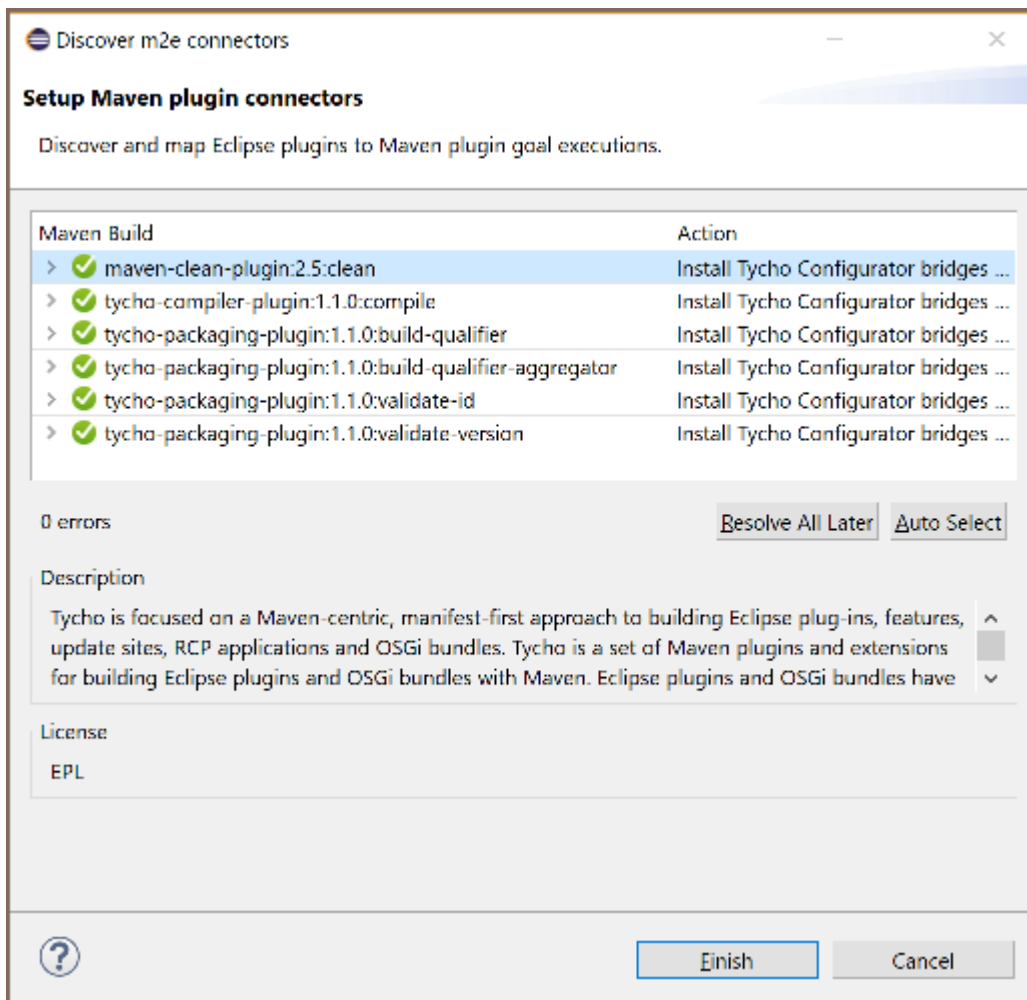 Discover m2e connectors
Setup Maven plugin connectors
Discover and map Eclipse plugins to Maven plugin goal executions.
Maven Build Action
maven-clean-plugin:2.5:clean Install Tycho Configurator bridges ...
tycho-compiler-plugin:1.1.0:compile Install Tycho Configurator bridges ...
tycho-packaging-plugin:1.1.0:build-qualifier Install Tycho Configurator bridges ...
tycho-packaging-plugin:1.1.0:build-qualifier-aggregator Install Tycho Configurator bridges ...
tycho-packaging-plugin:1.1.0:validate-id Install Tycho Configurator bridges ...
tycho-packaging-plugin:1.1.0:validate-version Install Tycho Configurator bridges ...
0 errors Resolve All Later Auto Select
Description
Tycho is focused on a Maven-centric, manifest-first approach to building Eclipse plug-ins, features,
update sites, RCP applications and OSGi bundles. Tycho is a set of Maven plugins and extensions
for building Eclipse plugins and OSGi bundles with Maven. Eclipse plugins and OSGi bundles have
License
EPL
? Finish Cancel